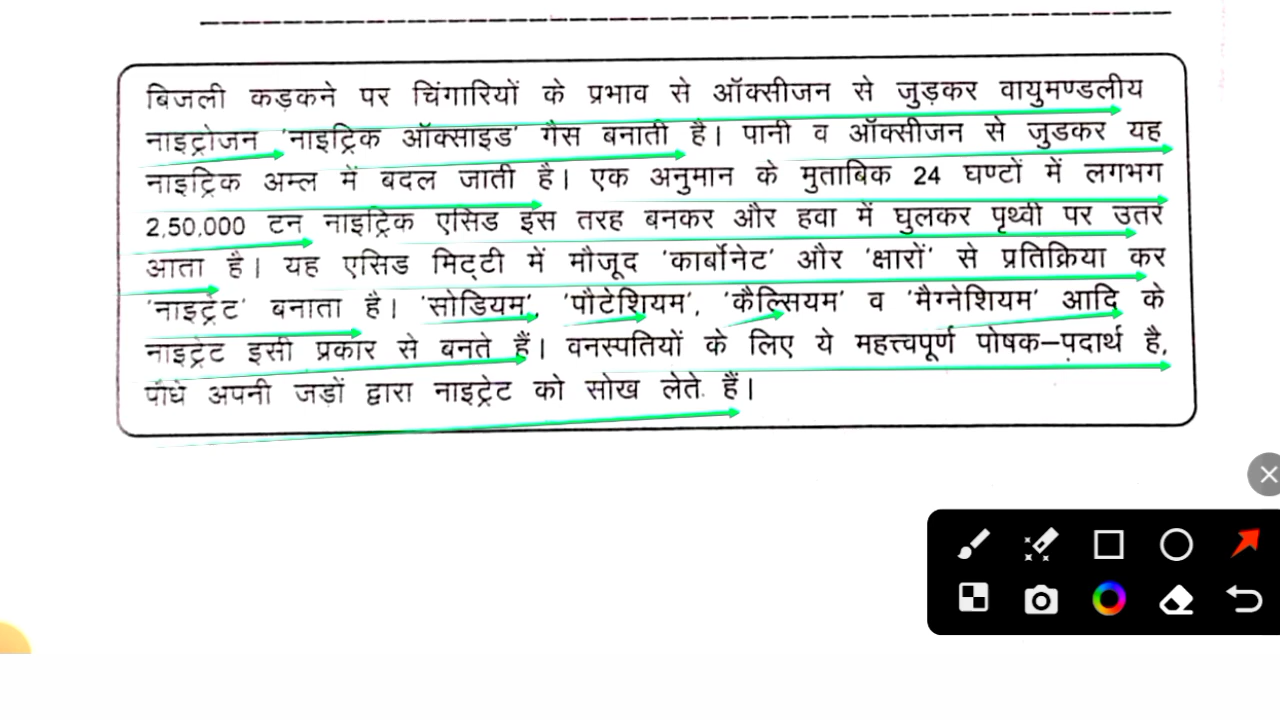 बिजली कड़कने पर चिंगारियों के प्रभाव से ऑक्सीजन से जुड़कर वायुमण्डलीय
नाइट्रोजन 'नाइट्रिक ऑक्साइड' गैस बनाती है। पानी व ऑक्सीजन से जुडकर यह
नाइट्रिक अम्ल में बदल जाती है। एक अनुमान के मुताबिक 24 घण्टों में लगभग
2,50,000 टन नाइट्रिक एसिड इस तरह बनकर और हवा में घुलकर पृथ्वी पर उतर
आता है। यह एसिड मिट्टी में मौजूद 'कार्बोनेट' और 'क्षारों' से प्रतिक्रिया कर
'नाइट्रेट' बनाता है। 'सोडियम', 'पौटेशियम', 'कैल्सियम' व 'मैग्नेशियम' आदि के
नाइट्रेट इसी प्रकार से बनते हैं। वनस्पतियों के लिए ये महत्त्वपूर्ण पोषक–पदार्थ है,
पौधे अपनी जड़ों द्वारा नाइट्रेट को सोख लेते हैं।